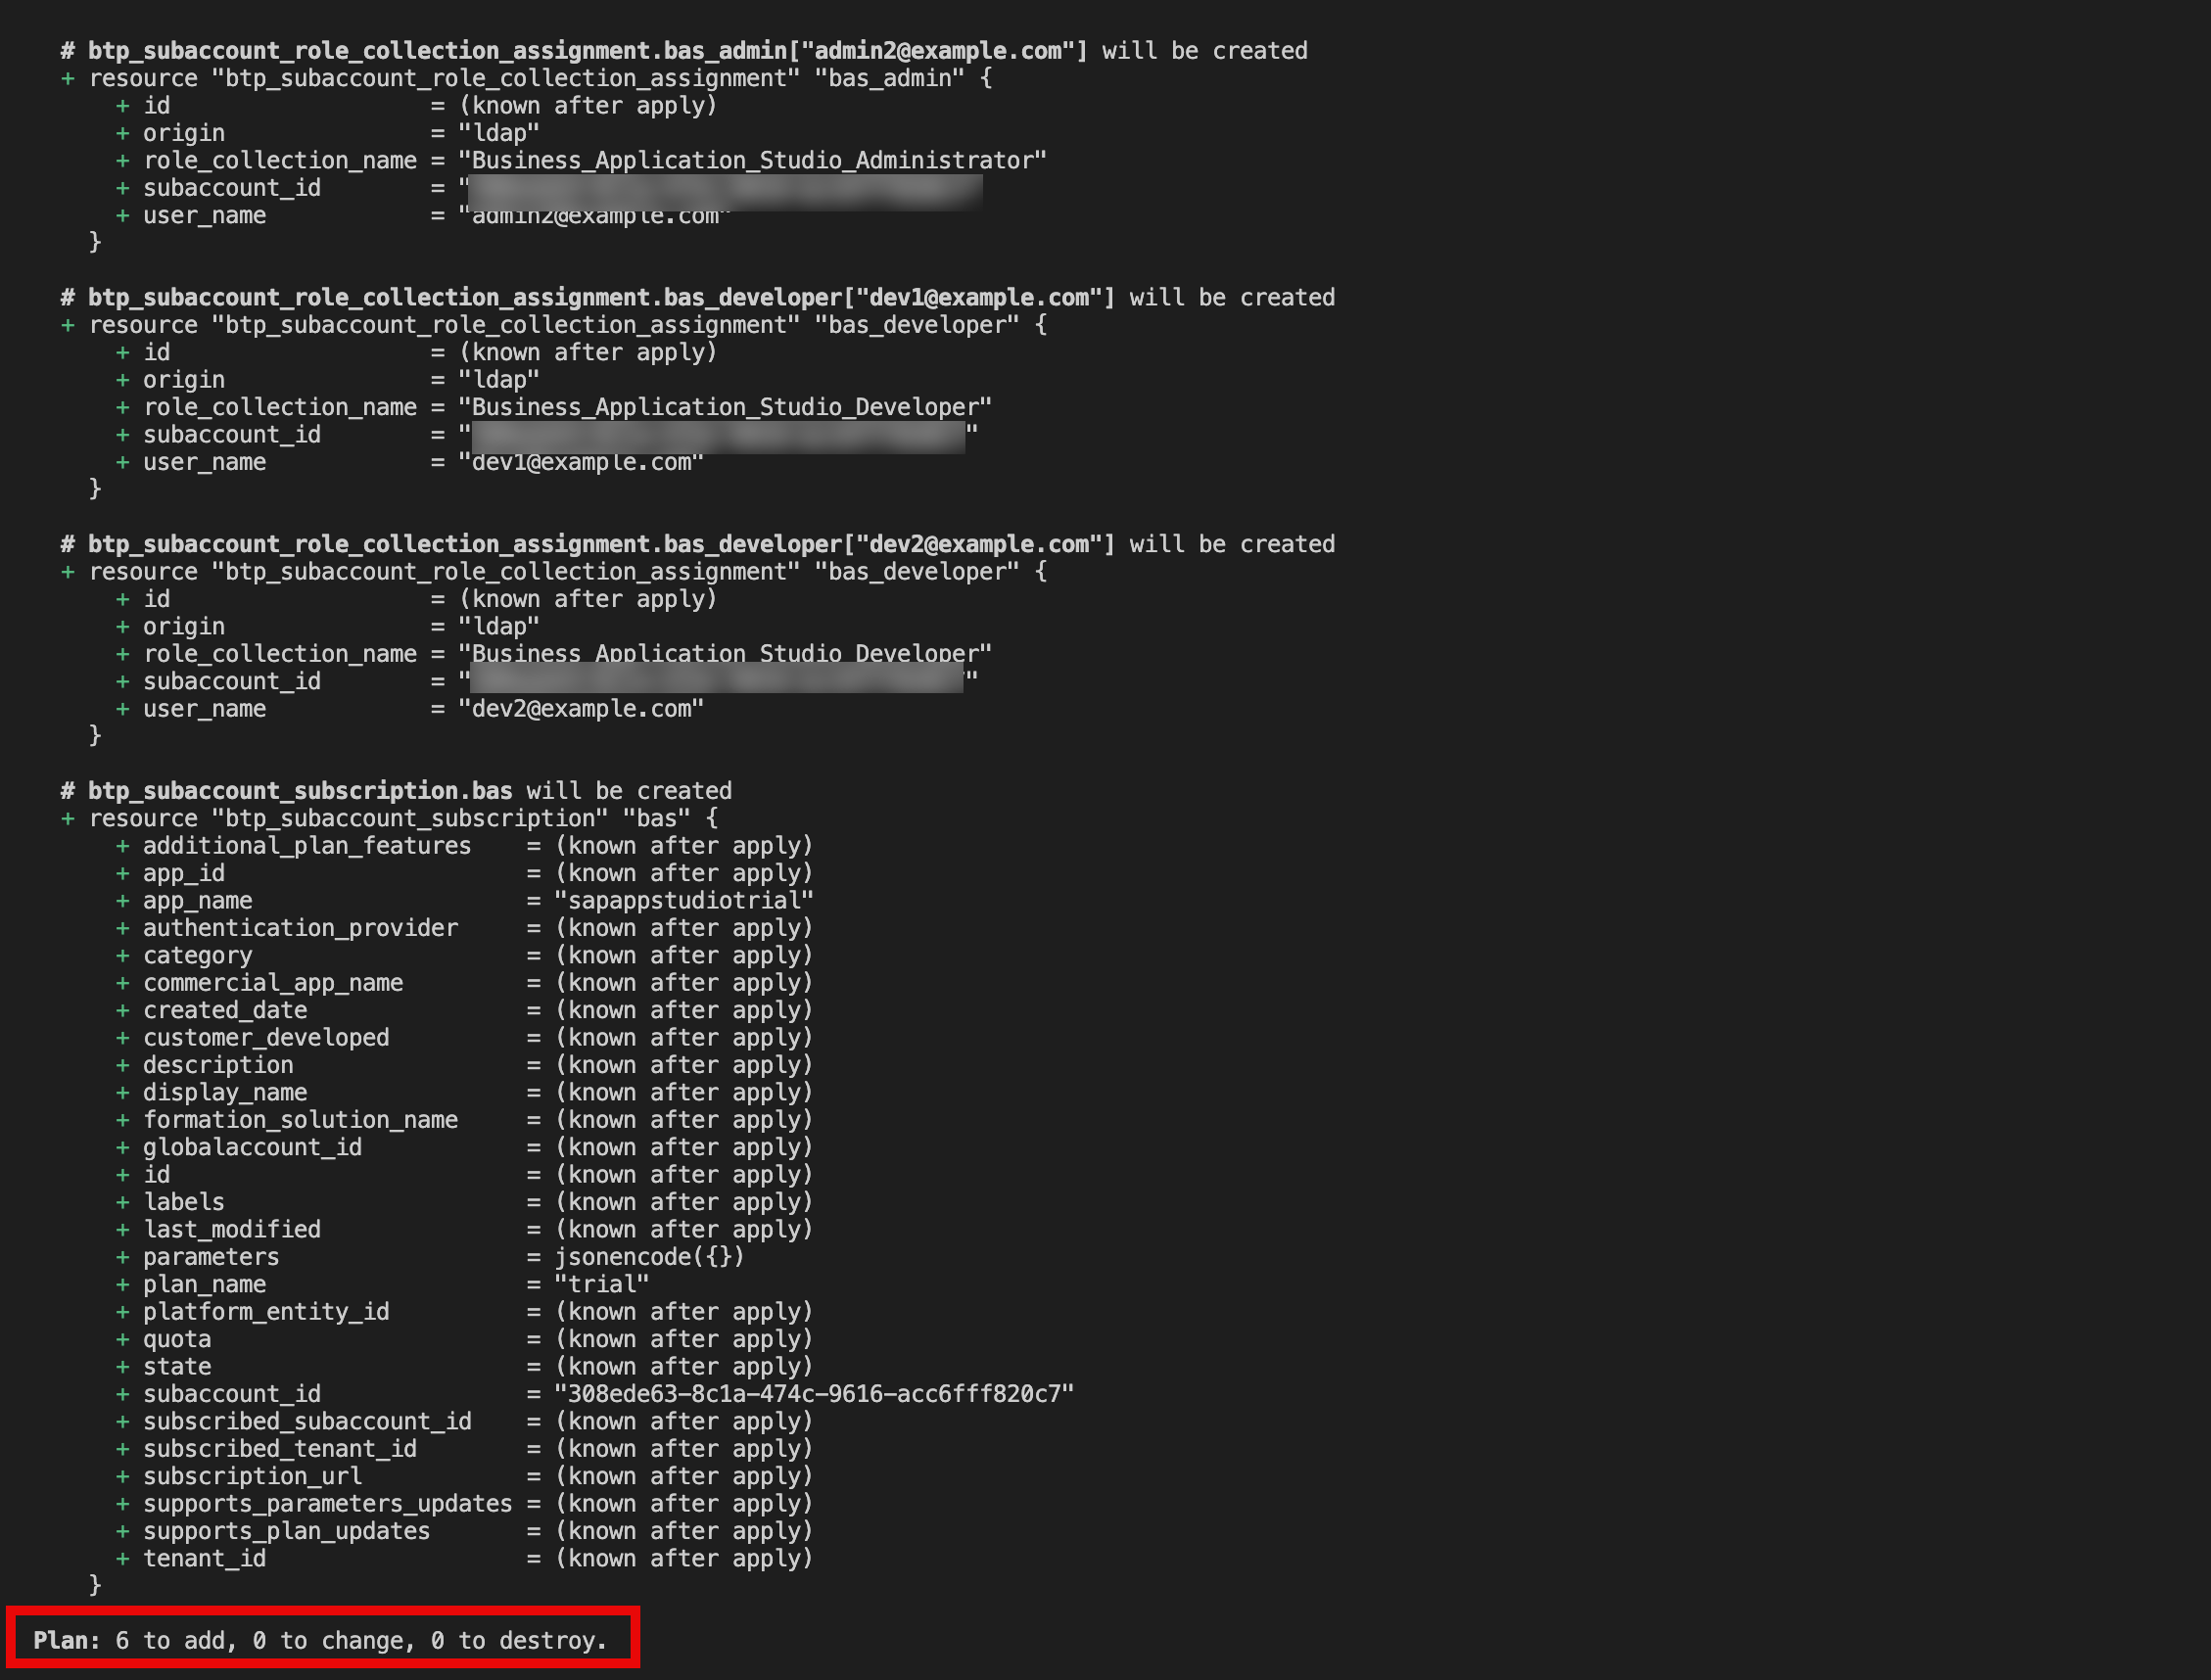 # btp_subaccount_role_collection_assignment.bas_admin["admin2@example.com"] will be created
+ resource "btp_subaccount_role_collection_assignment" "bas_admin" {
+ id = (known after apply)
+ origin = "ldap"
+ role_collection_name = "Business_Application_Studio_Administrator"
+ subaccount_id = "
+ user_name = "admin2@example.com"
}
# btp_subaccount_role_collection_assignment.bas_developer["dev1@example.com"] will be created
+ resource "btp_subaccount_role_collection_assignment" "bas_developer" {
+ id = (known after apply)
+ origin = "ldap"
+ role_collection_name = "Business_Application_Studio_Developer"
+ subaccount_id = " "
+ user_name = "dev1@example.com"
}
# btp_subaccount_role_collection_assignment.bas_developer["dev2@example.com"] will be created
+ resource "btp_subaccount_role_collection_assignment" "bas_developer" {
+ id = (known after apply)
+ origin = "ldap"
+ role_collection_name = "Business_Application_Studio_Developer"
+ subaccount_id = " "
+ user_name = "dev2@example.com"
}
# btp_subaccount_subscription.bas will be created
+ resource "btp_subaccount_subscription" "bas" {
+ additional_plan_features = (known after apply)
+ app_id = (known after apply)
+ app_name = "sapappstudiotrial"
+ authentication_provider = (known after apply)
+ category = (known after apply)
+ commercial_app_name = (known after apply)
+ created_date = (known after apply)
+ customer_developed = (known after apply)
+ description = (known after apply)
+ display_name = (known after apply)
+ formation_solution_name = (known after apply)
+ globalaccount_id = (known after apply)
+ id = (known after apply)
+ labels = (known after apply)
+ last_modified = (known after apply)
+ parameters = jsonencode({})
+ plan_name = "trial"
+ platform_entity_id = (known after apply)
+ quota = (known after apply)
+ state = (known after apply)
+ subaccount_id = "308ede63-8c1a-474c-9616-acc6fff820c7"
+ subscribed_subaccount_id = (known after apply)
+ subscribed_tenant_id = (known after apply)
+ subscription_url = (known after apply)
+ supports_parameters_updates = (known after apply)
+ supports_plan_updates = (known after apply)
+ tenant_id = (known after apply)
}
Plan: 6 to add, 0 to change, 0 to destroy.